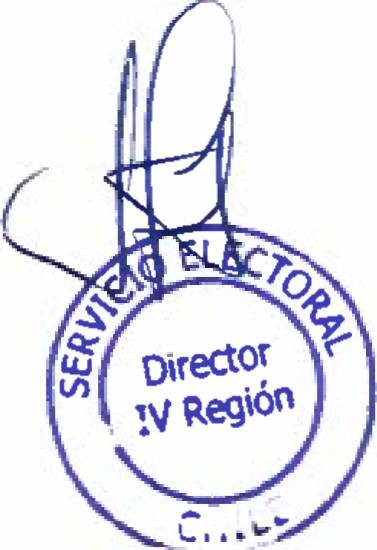 SERVICIO ELECTORAL
Director
IV Región